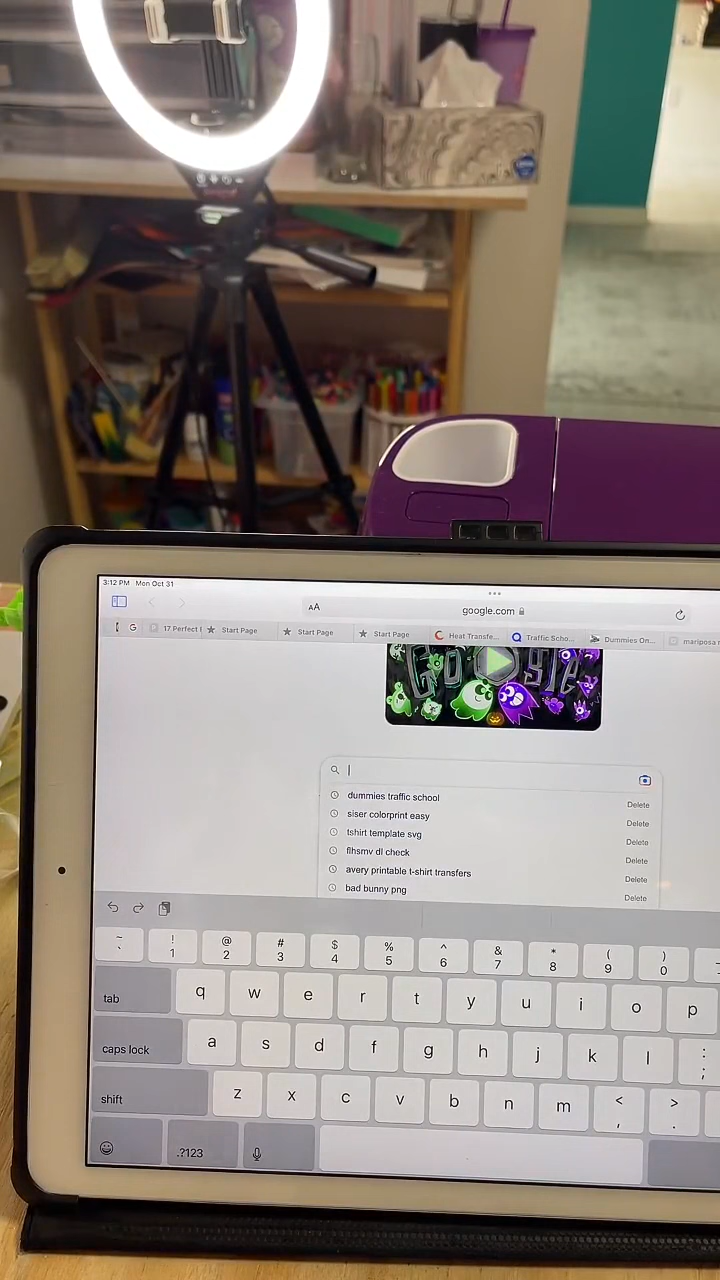 3:12 PM Mon Oct 31
AA google.com
G 17 Perfect Start Page Start Page Start Page Heat Transfe... Traffic Scho... Dummies On... mariposa
Google
dummies traffic school Delete
siser colorprint easy Delete
tshirt template svg Delete
flhsmv dl check Delete
avery printable t-shirt transfers Delete
bad bunny png Delete
~ ! @ # $ % ^ & * ( )
` 1 2 3 4 5 6 7 8 9 0
tab q w e r t y u i o p
caps lock a s d f g h j k l : ;
shift z x c v b n m < , > .
.?123